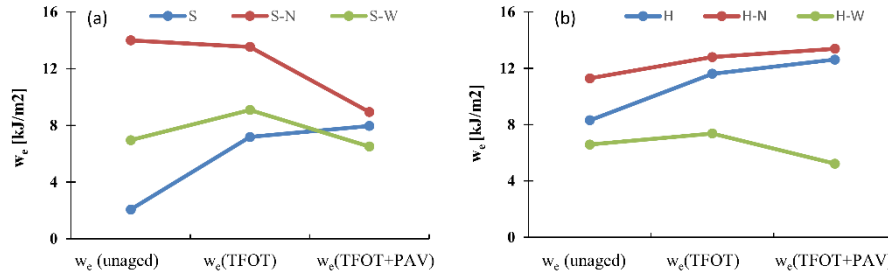 (a) S S-N S-W
16
12
8
4
0
wₑ [kJ/m2]
wₑ (unaged) wₑ(TFOT) wₑ(TFOT+PAV)
(b) H H-N H-W
16
12
8
4
0
wₑ [kJ/m2]
wₑ (unaged) wₑ(TFOT) wₑ(TFOT+PAV)